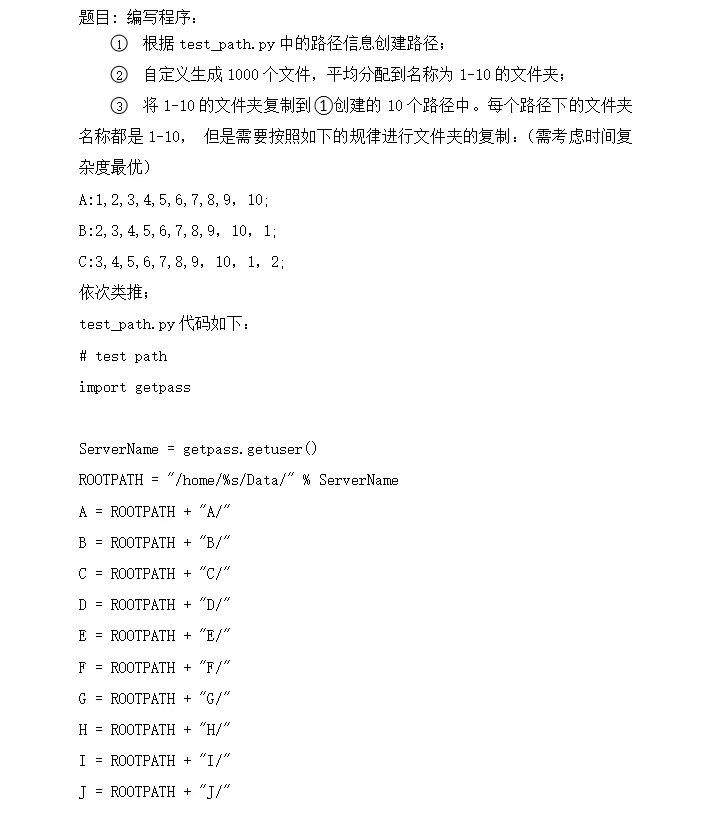 题目：编写程序：
① 根据 test_path.py 中的路径信息创建路径；
② 自定义生成 1000 个文件，平均分配到名称为 1-10 的文件夹；
③ 将 1-10 的文件夹复制到①创建的 10 个路径中。每个路径下的文件夹
名称都是 1-10， 但是需要按照如下的规律进行文件夹的复制：（需考虑时间复
杂度最优）
A:1,2,3,4,5,6,7,8,9，10;
B:2,3,4,5,6,7,8,9，10，1;
C:3,4,5,6,7,8,9，10，1，2;
依次类推；
test_path.py 代码如下：
# test path
import getpass
ServerName = getpass.getuser()
ROOTPATH = "/home/%s/Data/" % ServerName
A = ROOTPATH + "A/"
B = ROOTPATH + "B/"
C = ROOTPATH + "C/"
D = ROOTPATH + "D/"
E = ROOTPATH + "E/"
F = ROOTPATH + "F/"
G = ROOTPATH + "G/"
H = ROOTPATH + "H/"
I = ROOTPATH + "I/"
J = ROOTPATH + "J/"